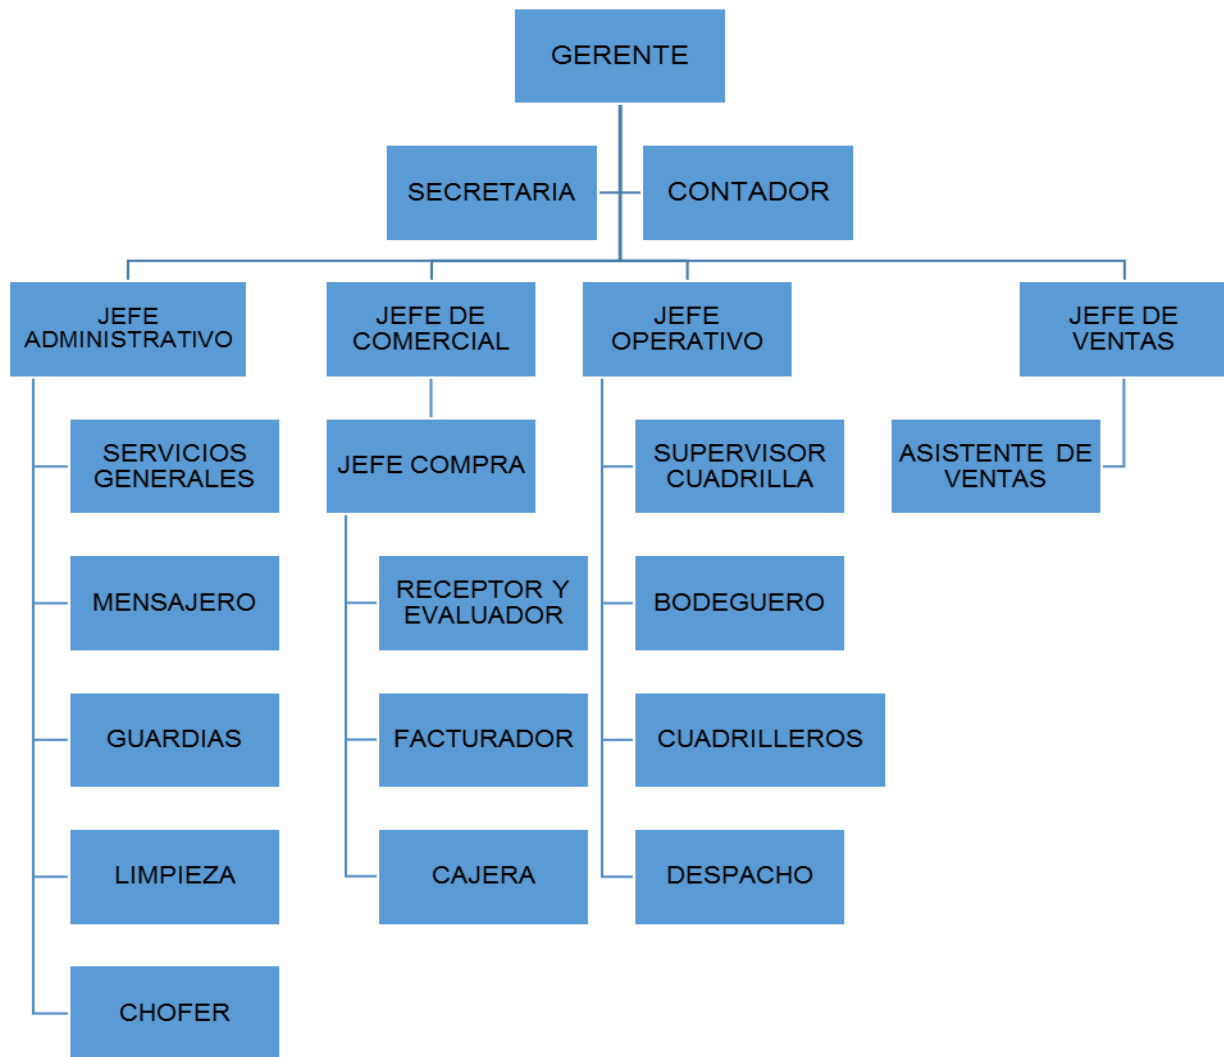 GERENTE
SECRETARIA
CONTADOR
JEFE
ADMINISTRATIVO
JEFE DE
COMERCIAL
JEFE
OPERATIVO
JEFE DE
VENTAS
SERVICIOS
GENERALES
JEFE COMPRA
SUPERVISOR
CUADRILLA
ASISTENTE DE
VENTAS
MENSAJERO
RECEPTOR Y
EVALUADOR
BODEGUERO
GUARDIAS
FACTURADOR
CUADRILLEROS
LIMPIEZA
CAJERA
DESPACHO
CHOFER